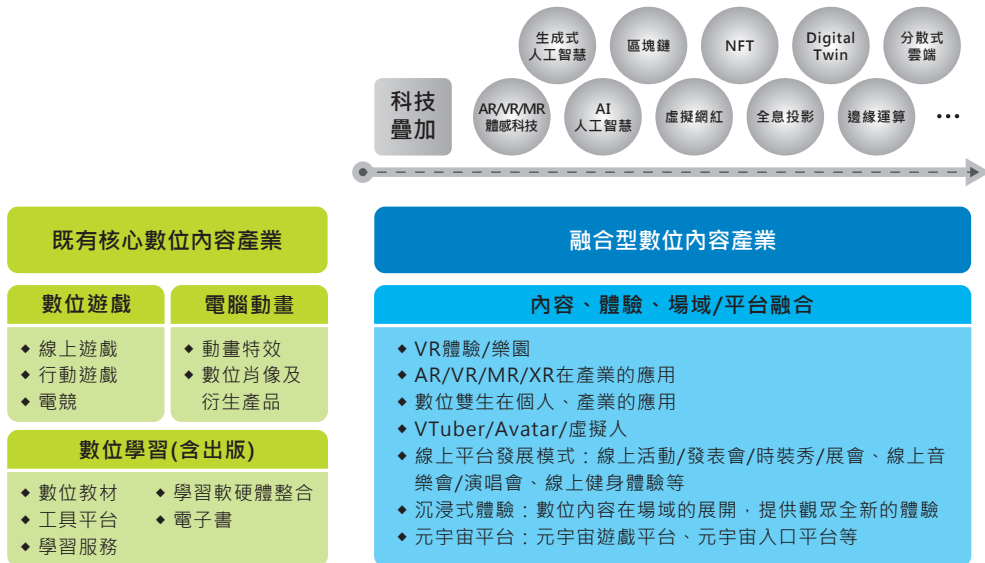 生成式
人工智慧
區塊鏈
NFT
Digital
Twin
分散式
雲端
科技
疊加
AR/VR/MR
體感科技
AI
人工智慧
虛擬網紅
全息投影
邊緣運算
…
既有核心數位內容產業
數位遊戲
◆ 線上遊戲
◆ 行動遊戲
◆ 電競
電腦動畫
◆ 動畫特效
◆ 數位肖像及
衍生產品
數位學習(含出版)
◆ 數位教材
◆ 工具平台
◆ 學習服務
◆ 學習軟硬體整合
◆ 電子書
融合型數位內容產業
內容、體驗、場域/平台融合
◆ VR體驗/樂園
◆ AR/VR/MR/XR在產業的應用
◆ 數位雙生在個人、產業的應用
◆ VTuber/Avatar/虛擬人
◆ 線上平台發展模式：線上活動/發表會/時裝秀/展會、線上音
樂會/演唱會、線上健身體驗等
◆ 沉浸式體驗：數位內容在場域的展開，提供觀眾全新的體驗
◆ 元宇宙平台：元宇宙遊戲平台、元宇宙入口平台等